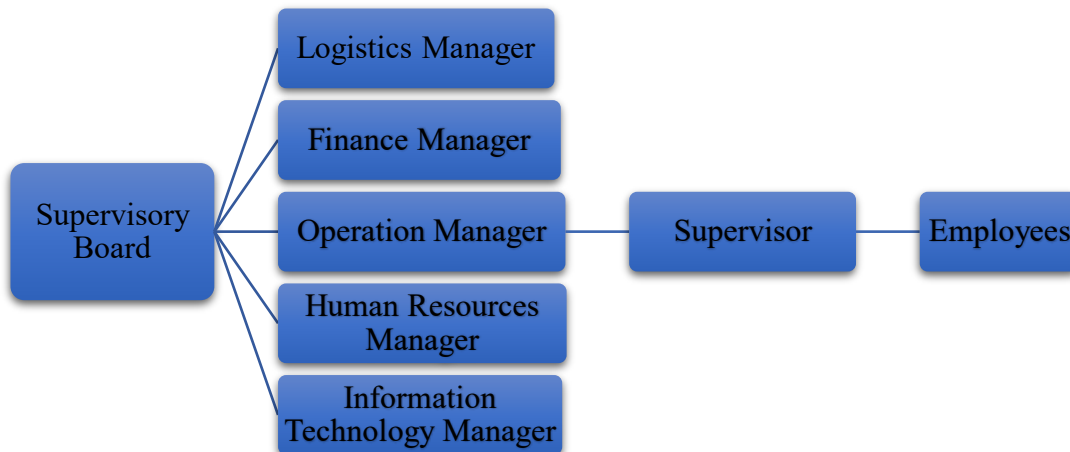 Logistics Manager
Finance Manager
Supervisory
Board
Operation Manager
Supervisor
Employees
Human Resources
Manager
Information
Technology Manager